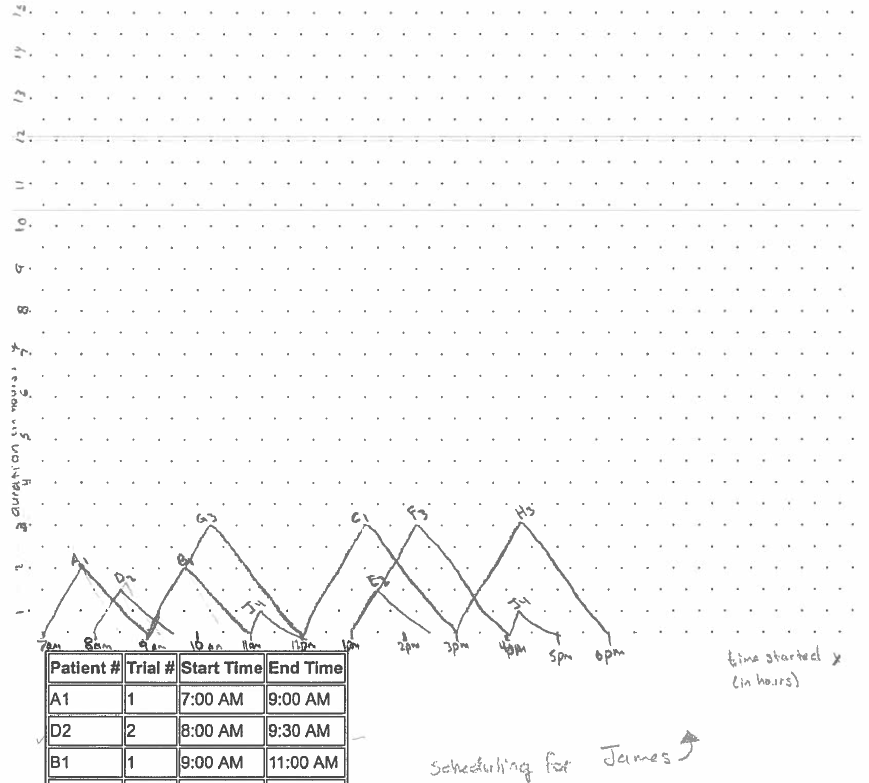 15
14
13
12
11
10
9
8
7
6
5
4
3
2
1
duration (in hours) y
G3 C1 F3 H3
A1 D2 B1 E2
J4 J4
7am 8am 9am 10am 11am 12pm 1pm 2pm 3pm 4pm 5pm 6pm
time started x
(in hours)
Patient # Trial # Start Time End Time
A1 1 7:00 AM 9:00 AM
D2 2 8:00 AM 9:30 AM
B1 1 9:00 AM 11:00 AM
Scheduling for James